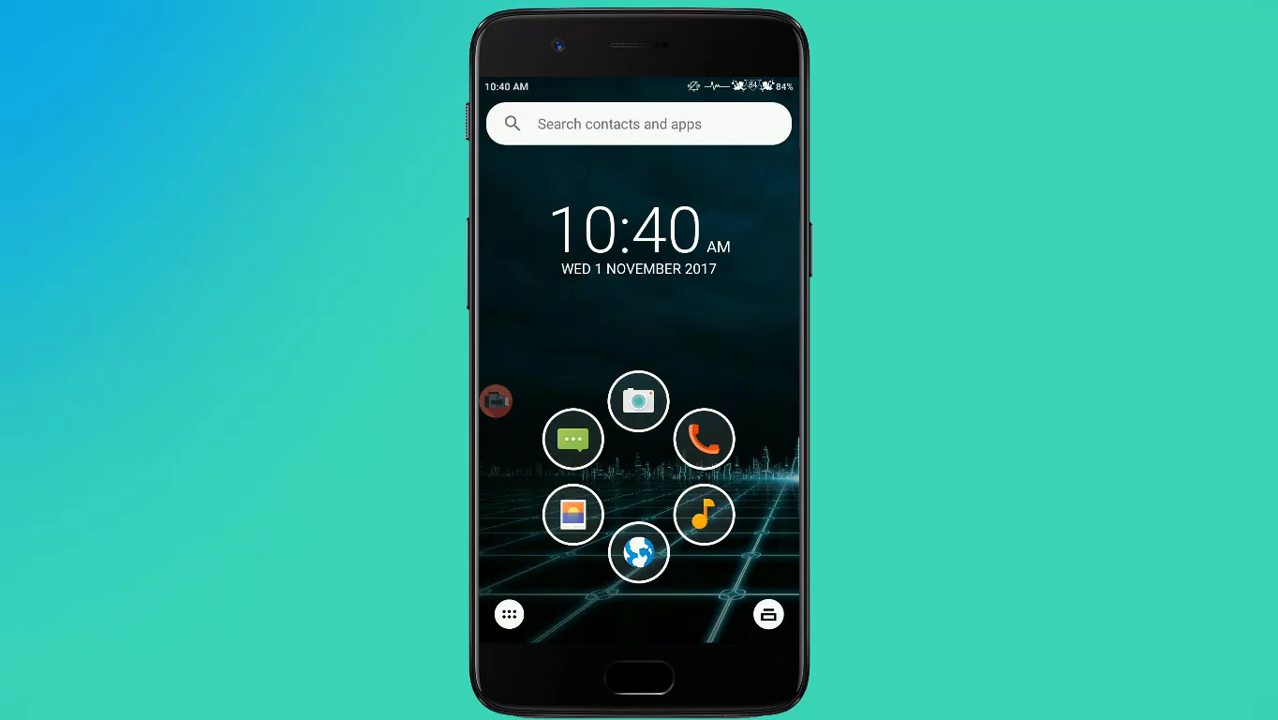 10:40 AM
84%
Search contacts and apps
10:40 AM
WED 1 NOVEMBER 2017